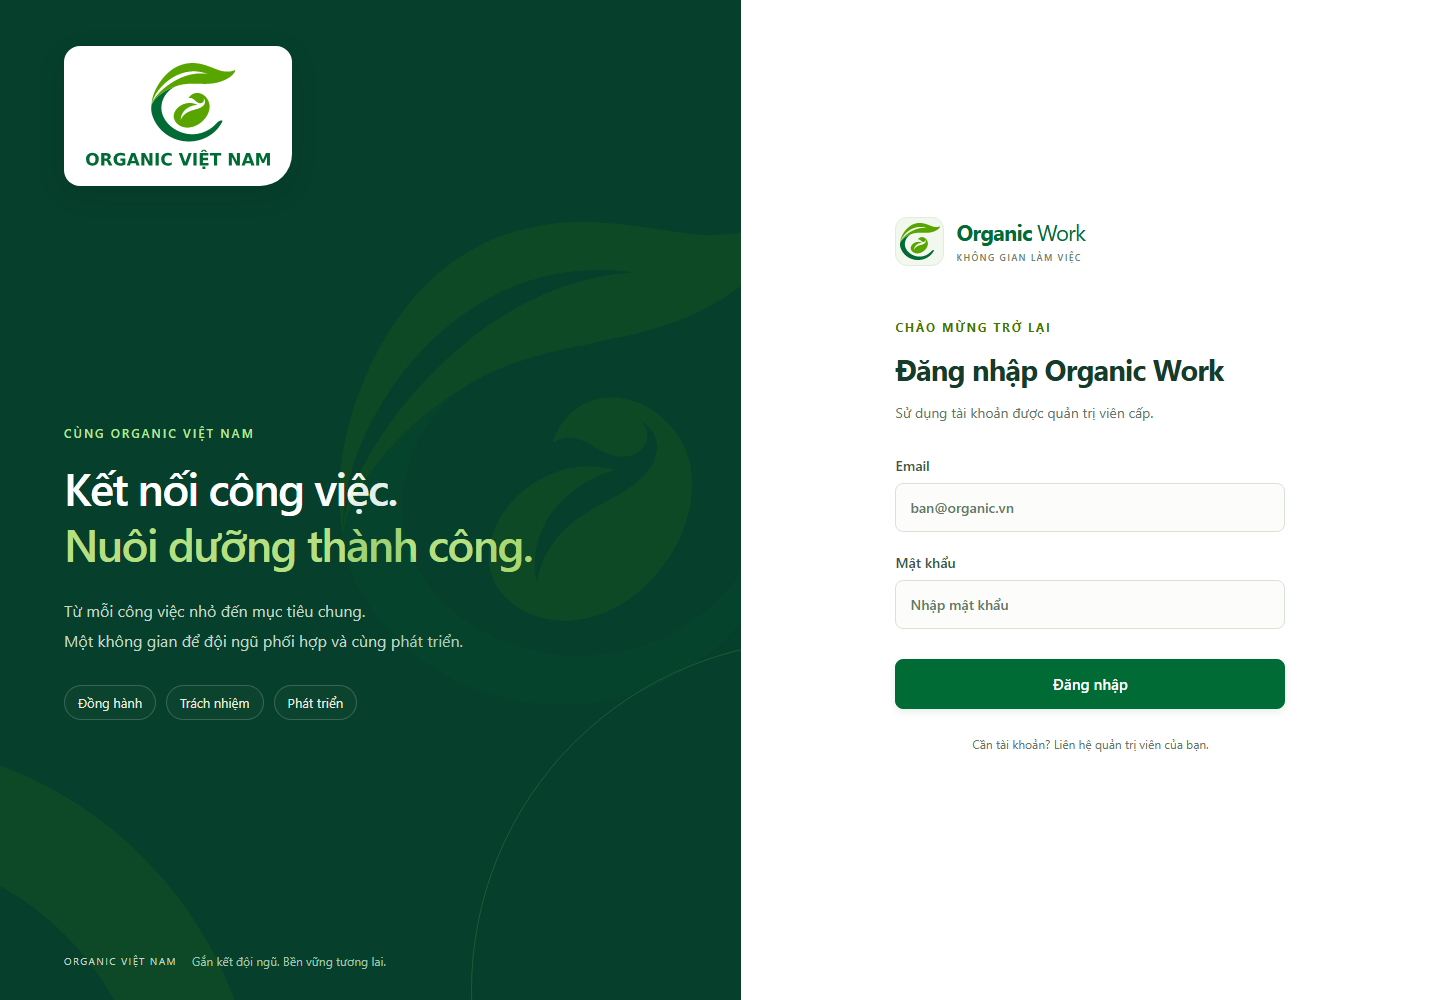 ORGANIC VIỆT NAM
CÙNG ORGANIC VIỆT NAM
Kết nối công việc.
Nuôi dưỡng thành công.
Từ mỗi công việc nhỏ đến mục tiêu chung.
Một không gian để đội ngũ phối hợp và cùng phát triển.
Đồng hành
Trách nhiệm
Phát triển
ORGANIC VIỆT NAM
Gắn kết đội ngũ. Bền vững tương lai.
Organic Work
KHÔNG GIAN LÀM VIỆC
CHÀO MỪNG TRỞ LẠI
Đăng nhập Organic Work
Sử dụng tài khoản được quản trị viên cấp.
Email
ban@organic.vn
Mật khẩu
Nhập mật khẩu
Đăng nhập
Cần tài khoản? Liên hệ quản trị viên của bạn.